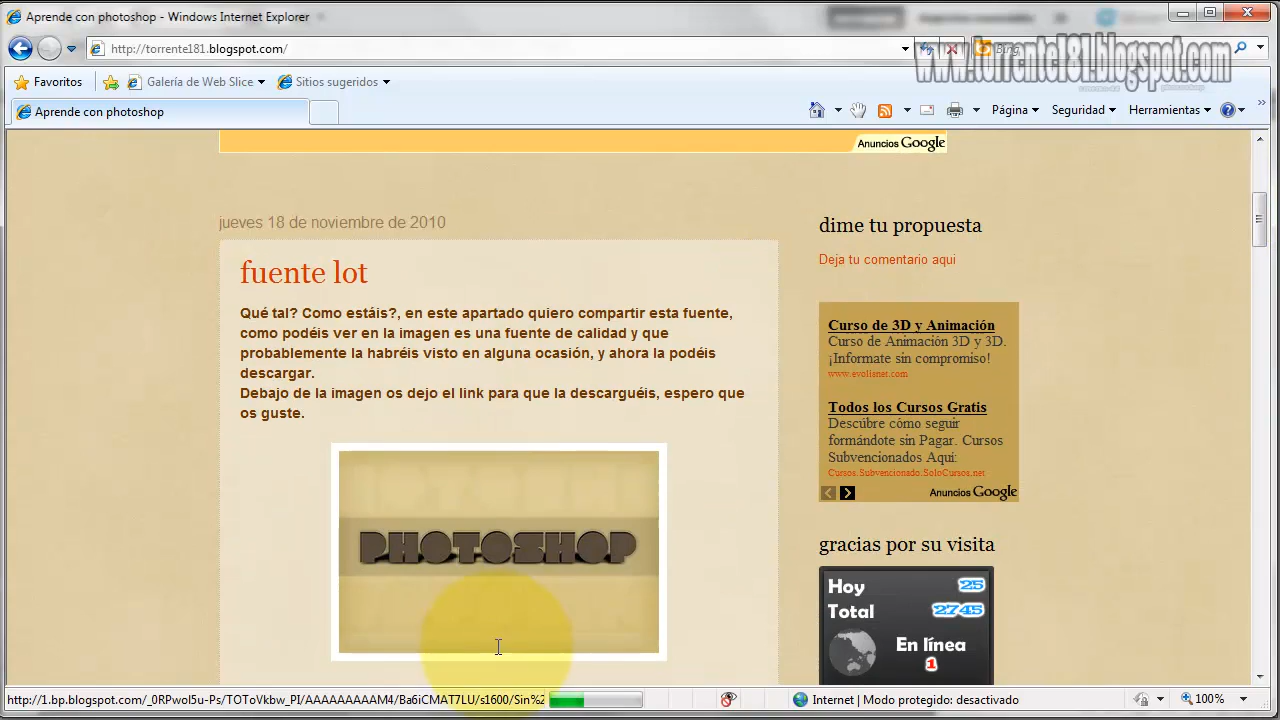 Aprende con photoshop - Windows Internet Explorer
http://torrente181.blogspot.com/
Bing
www.torrente181.blogspot.com
Favoritos
Galería de Web Slice
Sitios sugeridos
Aprende con photoshop
Página
Seguridad
Herramientas
Anuncios Google
jueves 18 de noviembre de 2010
fuente lot
Qué tal? Como estáis?, en este apartado quiero compartir esta fuente,
como podéis ver en la imagen es una fuente de calidad y que
probablemente la habréis visto en alguna ocasión, y ahora la podéis
descargar.
Debajo de la imagen os dejo el link para que la descarguéis, espero que
os guste.
PHOTOSHOP
dime tu propuesta
Deja tu comentario aqui
Curso de 3D y Animación
Curso de Animación 3D y 3D.
¡Informate sin compromiso!
www.evolienet.com
Todos los Cursos Gratis
Descubre cómo seguir
formándote sin Pagar. Cursos
Subvencionados Aqui:
Cursos.Subvencionado.SoloCursos.net
Anuncios Google
gracias por su visita
Hoy 25
Total 2745
En línea
1
http://1.bp.blogspot.com/_0RPwol5u-Ps/TOToVkbw_PI/AAAAAAAAAM4/Ba6iCMAT7LU/s1600/Sin%2
Internet | Modo protegido: desactivado
100%